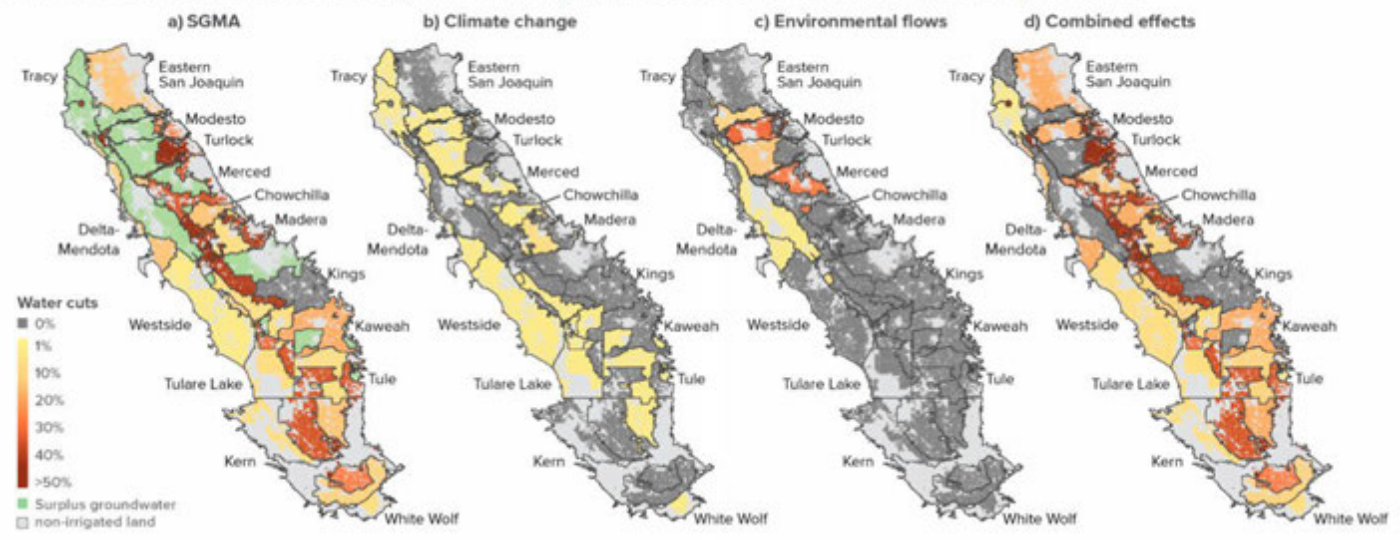 a) SGMA
Tracy
Eastern
San Joaquin
Modesto
Turlock
Merced
Chowchilla
Madera
Delta-
Mendota
Kings
Water cuts
0%
1%
10%
20%
30%
40%
>50%
Surplus groundwater
non-irrigated land
Westside
Kaweah
Tulare Lake
Tule
Kern
White Wolf
b) Climate change
Tracy
Eastern
San Joaquin
Modesto
Turlock
Merced
Chowchilla
Madera
Delta-
Mendota
Kings
Westside
Kaweah
Tulare Lake
Tule
Kern
White Wolf
c) Environmental flows
Tracy
Eastern
San Joaquin
Modesto
Turlock
Merced
Chowchilla
Madera
Delta-
Mendota
Kings
Westside
Kaweah
Tulare Lake
Tule
Kern
White Wolf
d) Combined effects
Tracy
Eastern
San Joaquin
Modesto
Turlock
Merced
Chowchilla
Madera
Delta-
Mendota
Kings
Westside
Kaweah
Tulare Lake
Tule
Kern
White Wolf